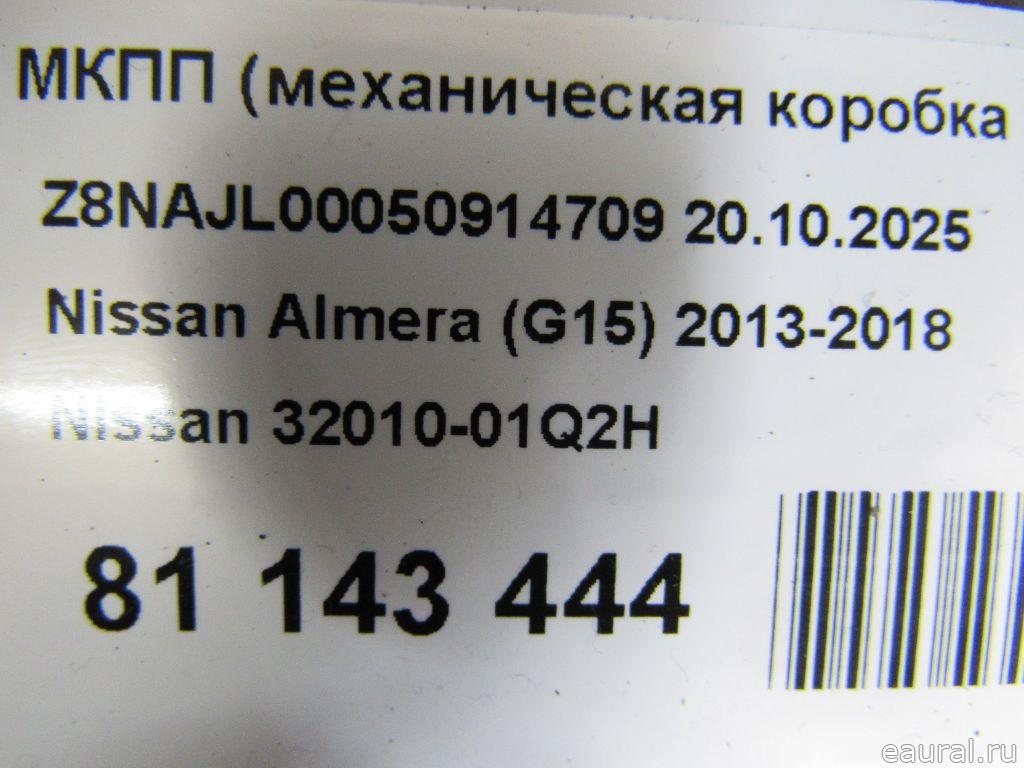 МКПП (механическая коробка
Z8NAJL00050914709 20.10.2025
Nissan Almera (G15) 2013-2018
Nissan 32010-01Q2H
81 143 444
eaural.ru